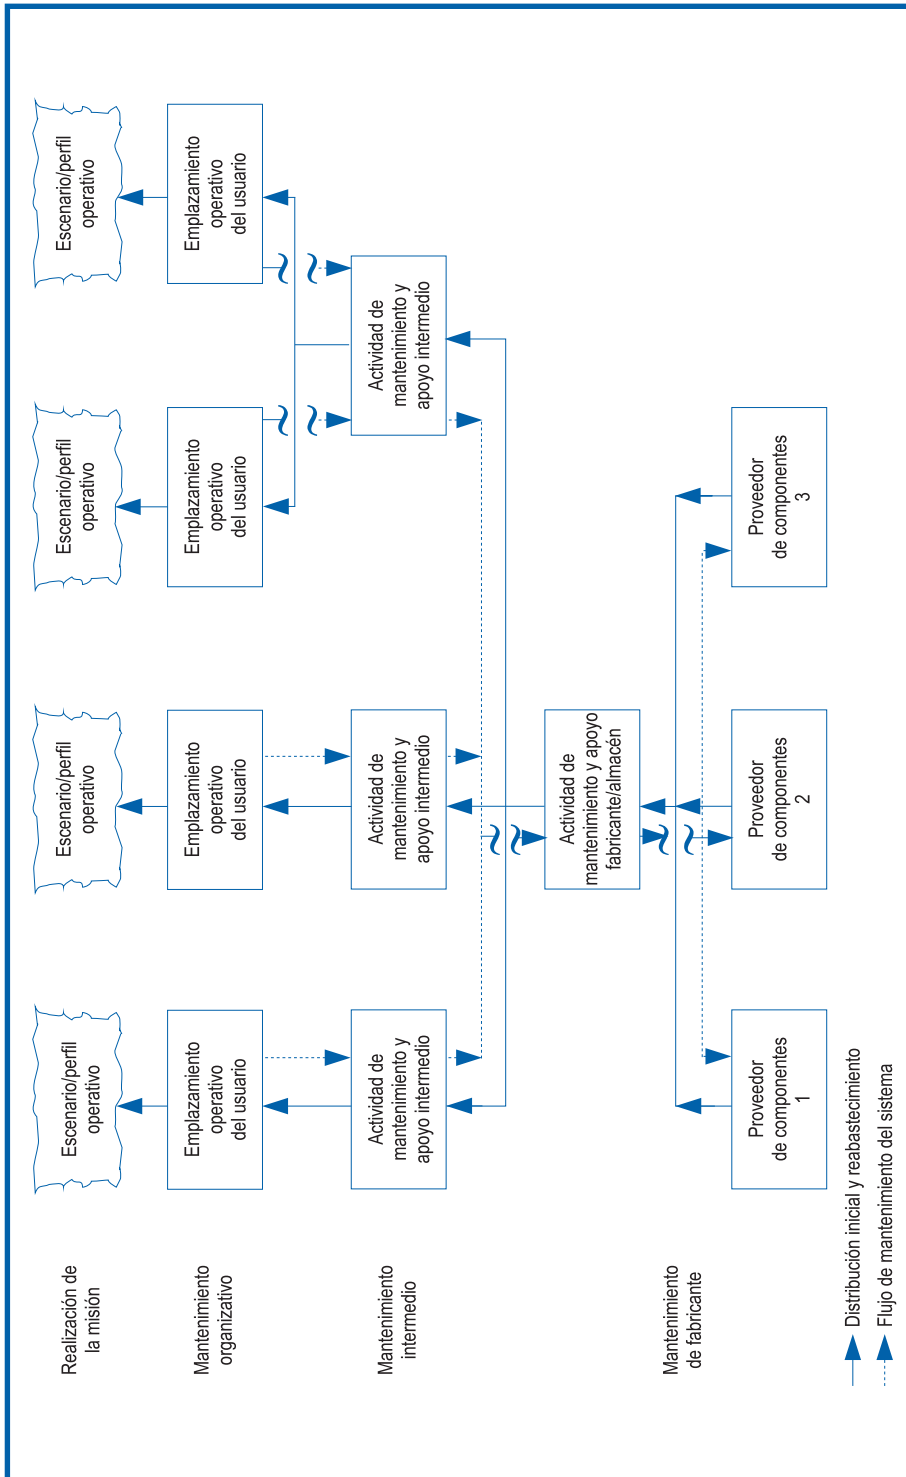 Realización de
la misión
Escenario/perfil
operativo
Escenario/perfil
operativo
Escenario/perfil
operativo
Escenario/perfil
operativo
Mantenimiento
organizativo
Emplazamiento
operativo
del usuario
Emplazamiento
operativo
del usuario
Emplazamiento
operativo
del usuario
Emplazamiento
operativo
del usuario
Mantenimiento
intermedio
Actividad de
mantenimiento y
apoyo intermedio
Actividad de
mantenimiento y
apoyo intermedio
Actividad de
mantenimiento y
apoyo intermedio
Actividad de
mantenimiento y apoyo
fabricante/almacén
Mantenimiento
de fabricante
Proveedor
de componentes
1
Proveedor
de componentes
2
Proveedor
de componentes
3
Distribución inicial y reabastecimiento
Flujo de mantenimiento del sistema